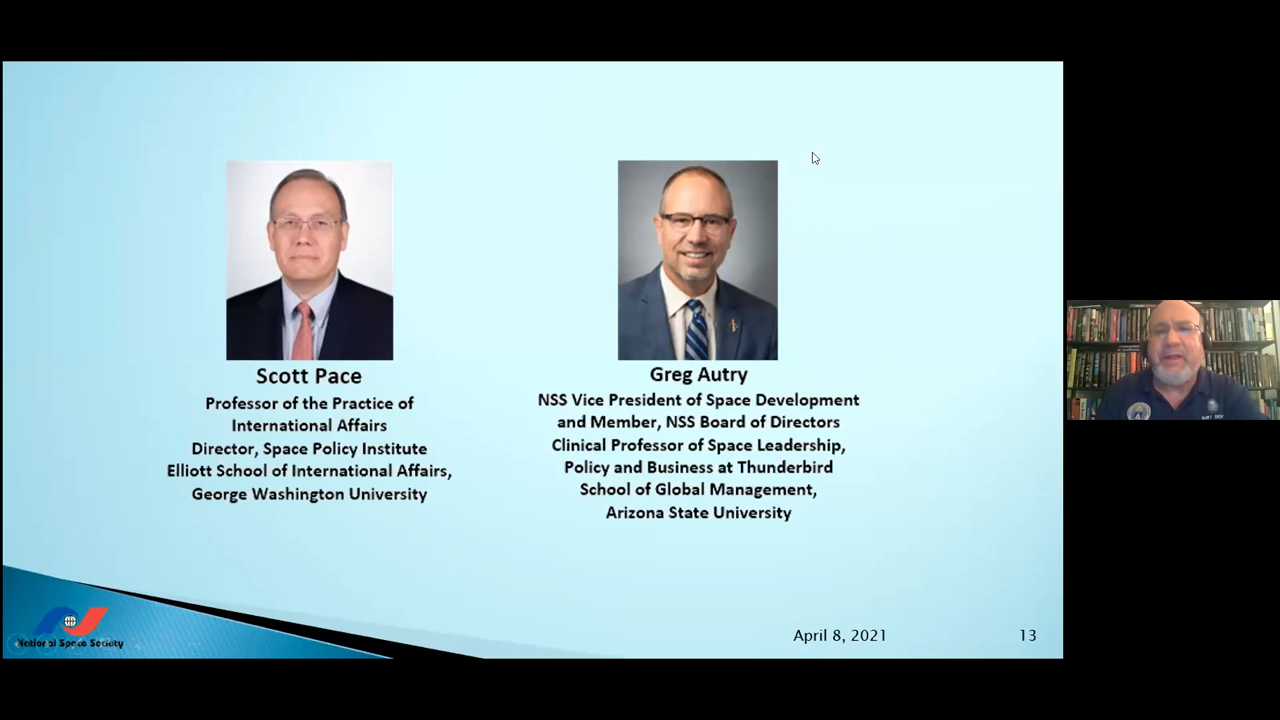 Scott Pace
Professor of the Practice of
International Affairs
Director, Space Policy Institute
Elliott School of International Affairs,
George Washington University
Greg Autry
NSS Vice President of Space Development
and Member, NSS Board of Directors
Clinical Professor of Space Leadership,
Policy and Business at Thunderbird
School of Global Management,
Arizona State University
National Space Society
April 8, 2021
13